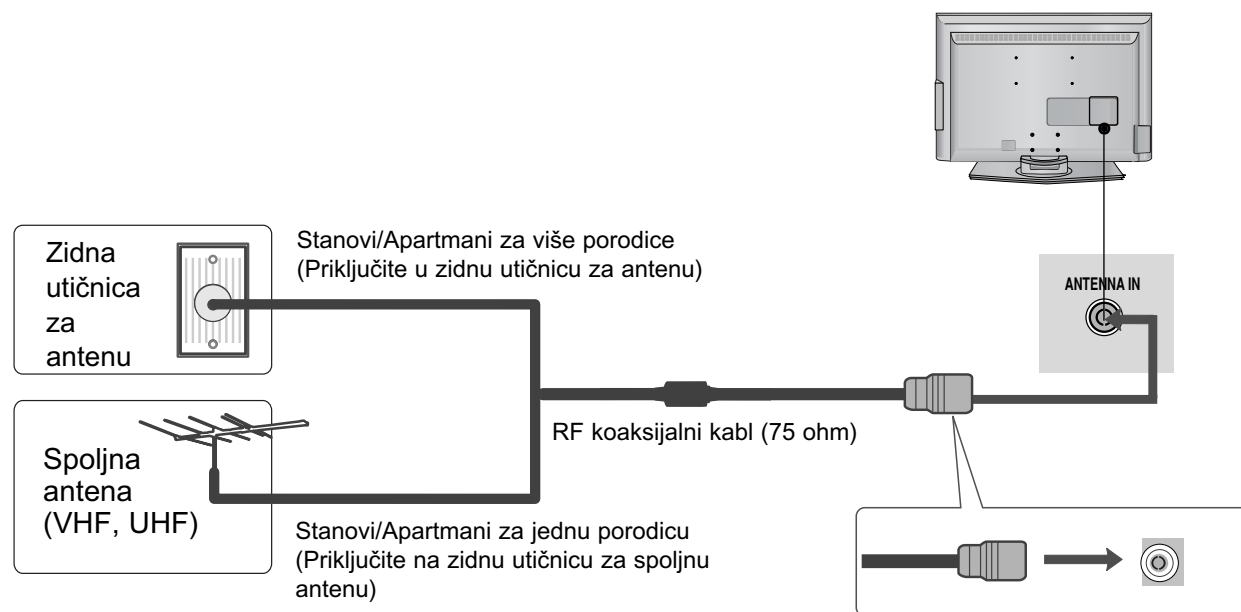 Zidna
utičnica
za
antenu
Stanovi/Apartmani za više porodice
(Priključite u zidnu utičnicu za antenu)
ANTENNA IN
RF koaksijalni kabl (75 ohm)
Spoljna
antena
(VHF, UHF)
Stanovi/Apartmani za jednu porodicu
(Priključite na zidnu utičnicu za spoljnu
antenu)